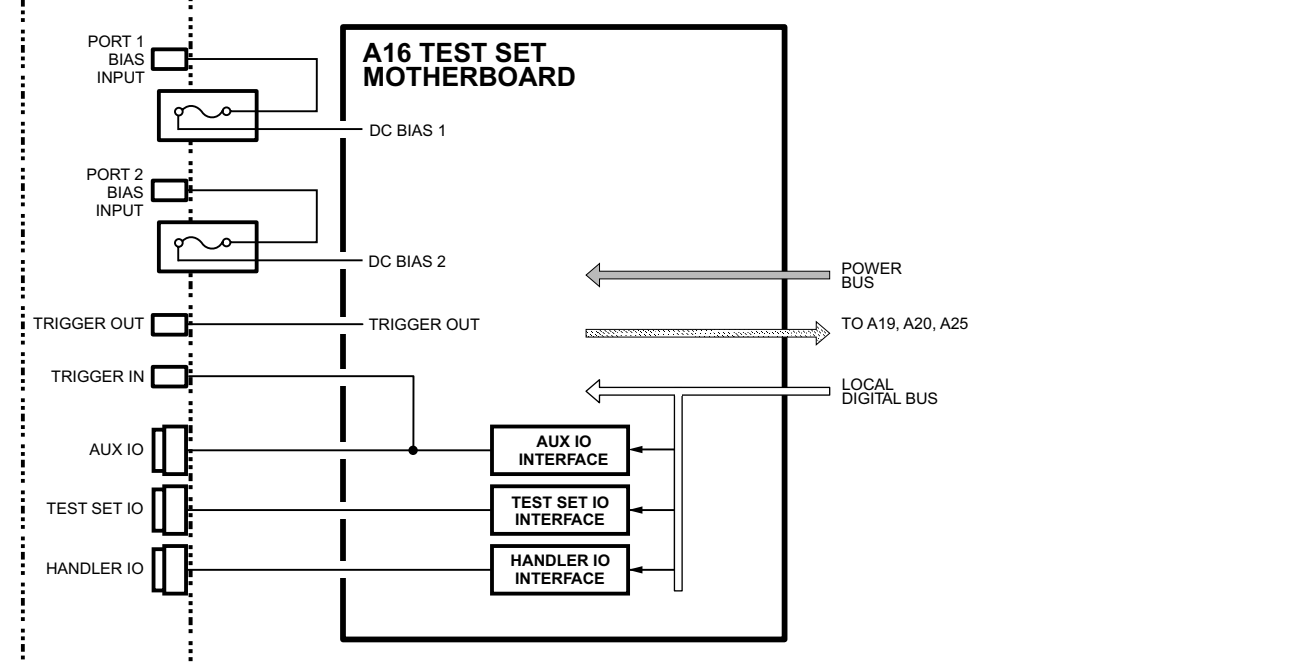 PORT 1
BIAS
INPUT
A16 TEST SET
MOTHERBOARD
DC BIAS 1
PORT 2
BIAS
INPUT
DC BIAS 2
POWER
BUS
TRIGGER OUT
TRIGGER OUT
TO A19, A20, A25
TRIGGER IN
LOCAL
DIGITAL BUS
AUX IO
AUX IO
INTERFACE
TEST SET IO
TEST SET IO
INTERFACE
HANDLER IO
HANDLER IO
INTERFACE